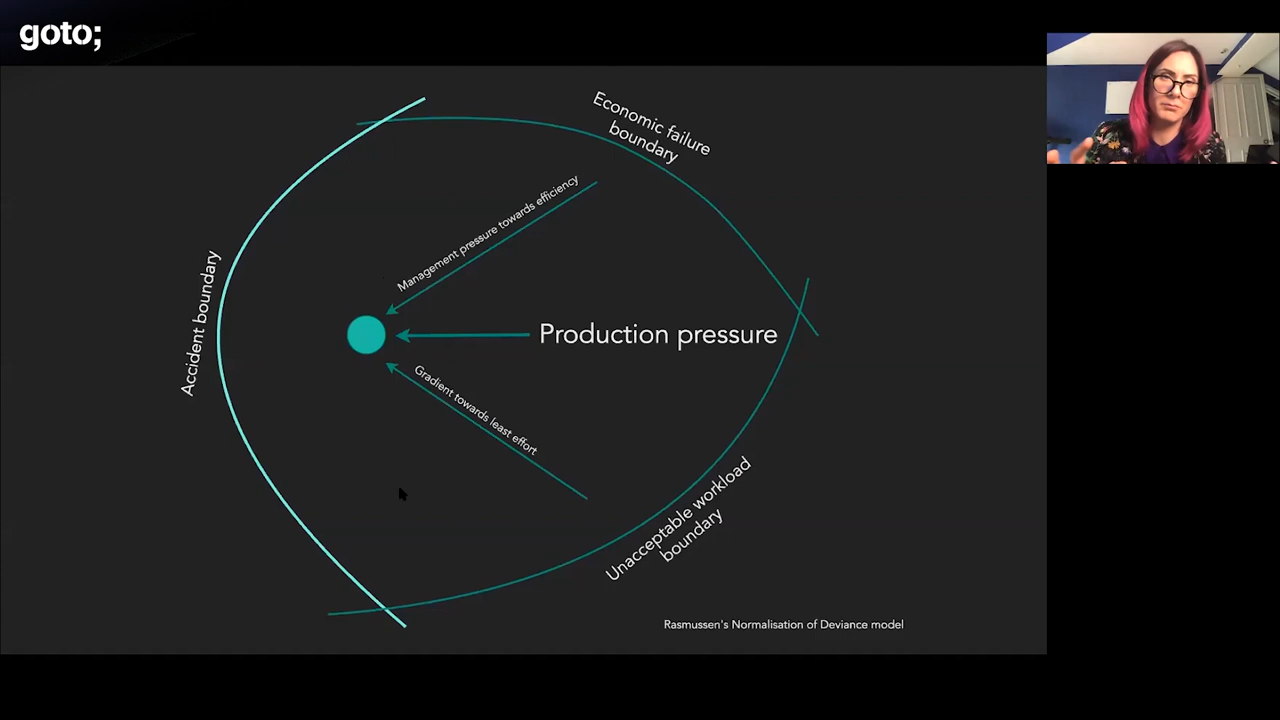 goto;
Economic failure
boundary
Management pressure towards efficiency
Accident boundary
Production pressure
Gradient towards least effort
Unacceptable workload
boundary
Rasmussen's Normalisation of Deviance model